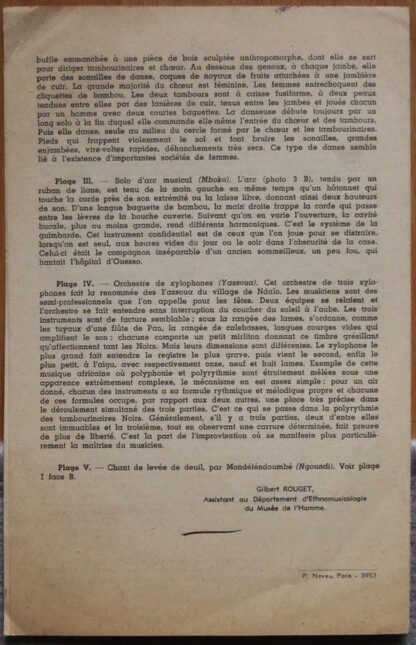 buffle emmanchée à une pièce de bois sculptée anthropomorphe, dont elle se sert
pour diriger tambourinaires et chœur. Au dessous des genoux, à chaque jambe, elle
porte des sonailles de danse, coques de noyaux de fruits attachées à une jambière
de cuir. La grande majorité du chœur est féminine. Les femmes entrechoquent des
cliquettes de bambou. Les deux tambours sont à caisse fusiforme, à deux peaux
tendues entre elles par des lanières de cuir, tenus entre les jambes et joués chacun
par un homme avec deux courtes baguettes. La danseuse débute toujours par un
long solo à la fin duquel elle commande elle-même l'entrée du chœur et des tambours.
Puis elle danse, seule au milieu du cercle formé par le chœur et les tambourinaires.
Pieds qui frappent violemment le sol et font bruire les sonailles, grandes
enjambées, vire-voltes rapides, déhanchements très secs. Ce type de danse semble
lié à l'existence d'importantes sociétés de femmes.
Plage III. — Solo d'arc musical (Mboko). L'arc (photo 3 B), tendu par un
ruban de liane, est tenu de la main gauche en même temps qu'un bâtonnet qui
touche la corde près de son extrémité ou la laisse libre, donnant ainsi deux hauteurs
de son. D'une longue baguette de bambou, la main droite frappe la corde qui passe
entre les lèvres de la bouche ouverte. Suivant qu'on en varie l'ouverture, la cavité
bucale, plus ou moins grande, rend différents harmoniques. C'est le système de la
guimbarde. Cet instrument confidentiel est de ceux que l'on joue pour se distraire,
lorsqu'on est seul, aux heures vides du jour ou le soir dans l'obscurité de la case.
Celui-ci était le compagnon inséparable d'un ancien sommeilleux, un peu fou, qui
hantait l'hôpital d'Ouesso.
Plage IV. — Orchestre de xylophones (Yassoua). Cet orchestre de trois xylo-
phones fait la renommée des Yassoua du village de Ndalo. Les musiciens sont des
semi-professionnels que l'on appelle pour les fêtes. Deux équipes se relaient et
l'orchestre se fait entendre sans interruption du coucher du soleil à l'aube. Les trois
instruments sont de facture semblable ; sous la rangée des lames, s'ordonne, comme
les tuyaux d'une flûte de Pan, la rangée de calebasses, longues courges vides qui
amplifient le son ; chacune comporte un petit mirliton donnant ce timbre grésillant
qu'affectionnent tant les Noirs. Mais leurs dimensions sont différentes. Le xylophone le
plus grand fait entendre le registre le plus grave, puis vient le second, enfin le
plus petit, à l'aigu, avec respectivement onze, neuf et huit lames. Exemple de cette
musique africaine où polyphonie et polyrythmie sont étroitement mêlées sous une
apparence extrêmement complexe, le mécanisme en est assez simple : pour un air
donné, chacun des instruments a sa formule rythmique et mélodique propre et chacune
de ces formules occupe, par rapport aux deux autres, une place très précise dans
le déroulement simultané des trois parties. C'est ce qui se passe dans la polyrythmie
des tambourinaires Noirs. Généralement, s'il y a trois parties, deux d'entre elles
sont immuables et la troisième, tout en observant une carrure déterminée, fait preuve
de plus de liberté. C'est la part de l'improvisation où se manifeste plus particuliè-
rement la maîtrise du musicien.
Plage V. — Chant de levée de deuil, par Mondéléndoumbé (Ngoundi). Voir plage
I face B.
Gilbert ROUGET,
Assistant au Département d'Ethnomusicologie
du Musée de l'Homme.
P. Neveu, Paris - 3953